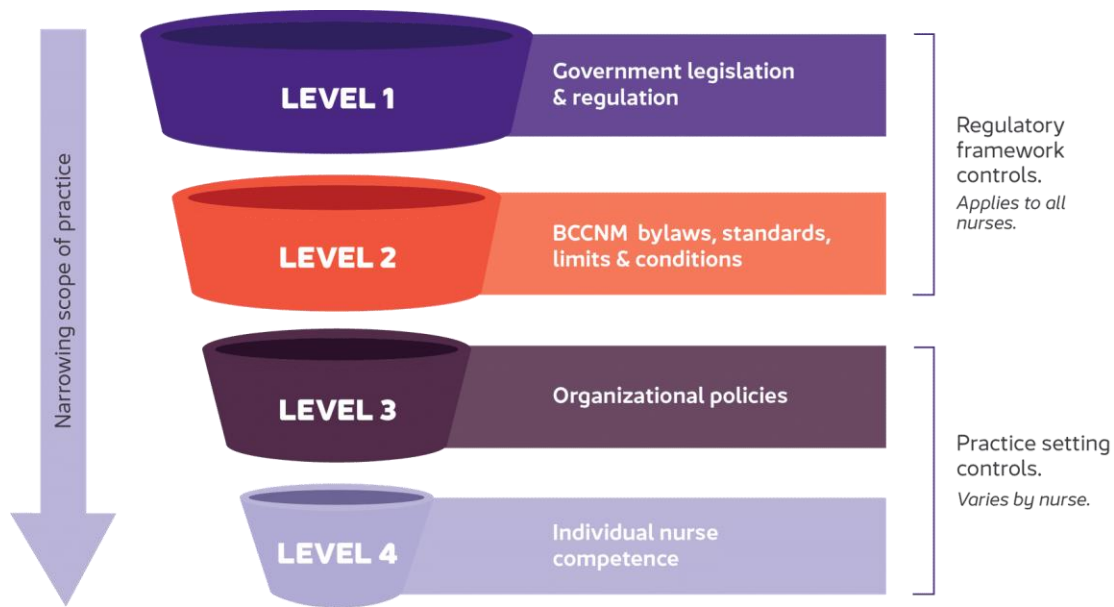 Narrowing scope of practice
LEVEL 1
Government legislation
& regulation
LEVEL 2
BCCNM bylaws, standards,
limits & conditions
Regulatory
framework
controls.
Applies to all
nurses.
LEVEL 3
Organizational policies
LEVEL 4
Individual nurse
competence
Practice setting
controls.
Varies by nurse.